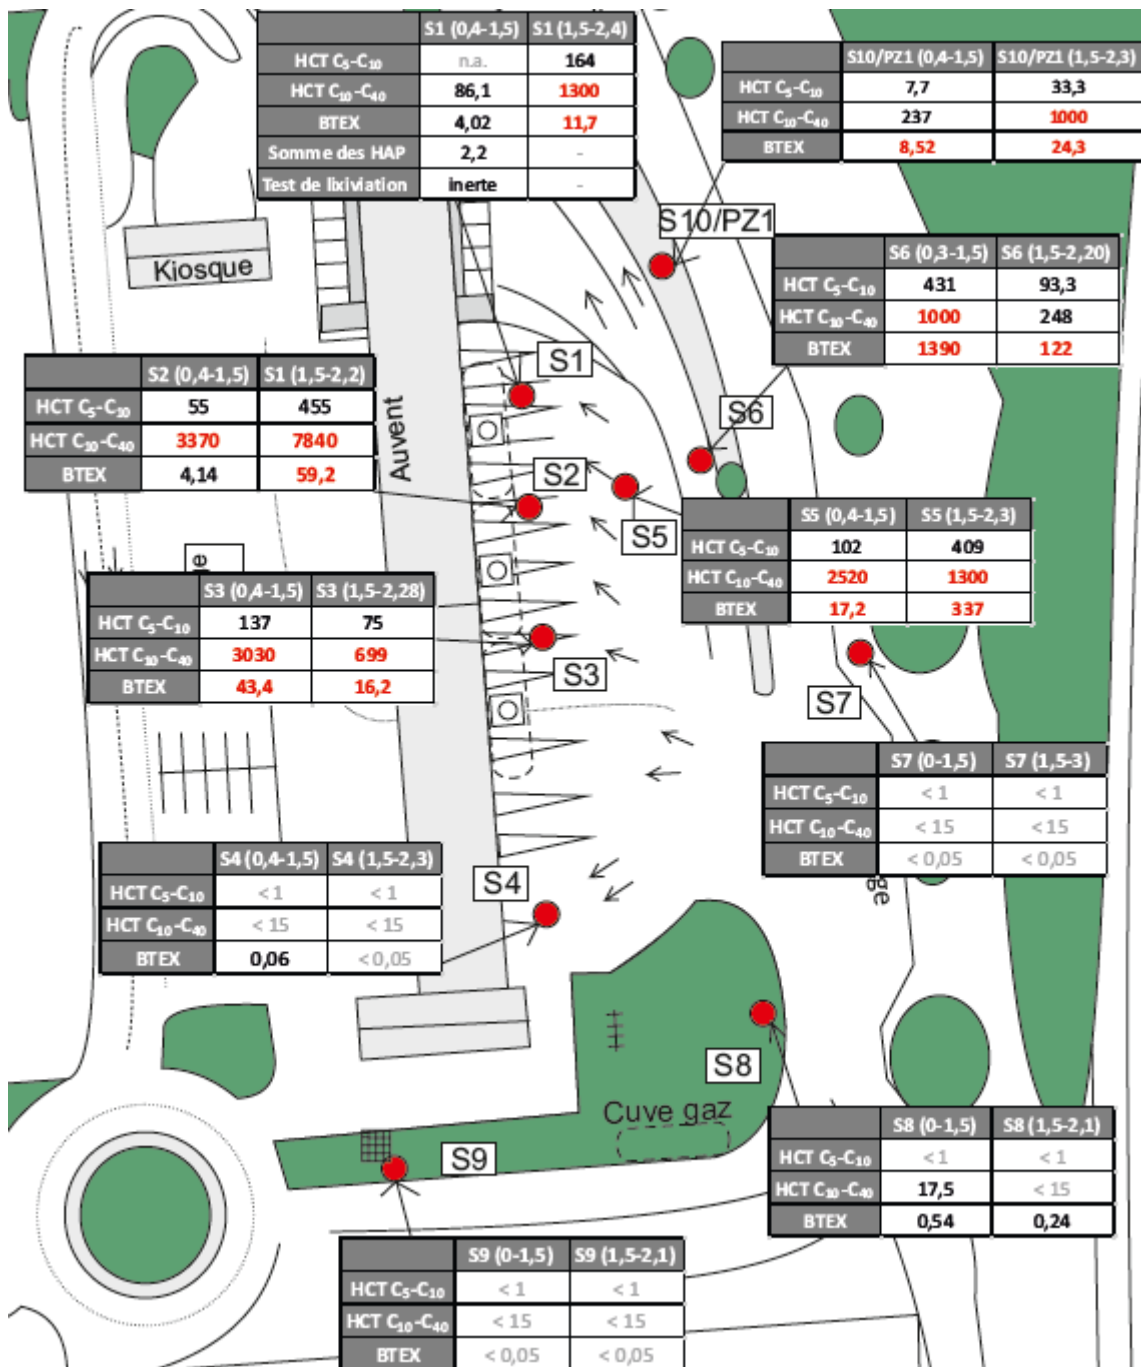 S1 (0,4-1,5) S1 (1,5-2,4)
HCT C₅-C₁₀ n.a. 164
HCT C₁₀-C₄₀ 86,1 1300
BTEX 4,02 11,7
Somme des HAP 2,2 -
Test de lixiviation inerte -
S10/PZ1 (0,4-1,5) S10/PZ1 (1,5-2,3)
HCT C₅-C₁₀ 7,7 33,3
HCT C₁₀-C₄₀ 237 1000
BTEX 8,52 24,3
S10/PZ1
Kiosque
S6 (0,3-1,5) S6 (1,5-2,20)
HCT C₅-C₁₀ 431 93,3
HCT C₁₀-C₄₀ 1000 248
BTEX 1390 122
S1
S2 (0,4-1,5) S1 (1,5-2,2)
HCT C₅-C₁₀ 55 455
HCT C₁₀-C₄₀ 3370 7840
BTEX 4,14 59,2
Auvent
S6
S2
S5
S5 (0,4-1,5) S5 (1,5-2,3)
HCT C₅-C₁₀ 102 409
HCT C₁₀-C₄₀ 2520 1300
BTEX 17,2 337
S3 (0,4-1,5) S3 (1,5-2,28)
HCT C₅-C₁₀ 137 75
HCT C₁₀-C₄₀ 3030 699
BTEX 43,4 16,2
S3
S7
S7 (0-1,5) S7 (1,5-3)
HCT C₅-C₁₀ < 1 < 1
HCT C₁₀-C₄₀ < 15 < 15
BTEX < 0,05 < 0,05
S4 (0,4-1,5) S4 (1,5-2,3)
HCT C₅-C₁₀ < 1 < 1
HCT C₁₀-C₄₀ < 15 < 15
BTEX 0,06 < 0,05
S4
S8
Cuve gaz
S8 (0-1,5) S8 (1,5-2,1)
HCT C₅-C₁₀ < 1 < 1
HCT C₁₀-C₄₀ 17,5 < 15
BTEX 0,54 0,24
S9
S9 (0-1,5) S9 (1,5-2,1)
HCT C₅-C₁₀ < 1 < 1
HCT C₁₀-C₄₀ < 15 < 15
BTEX < 0,05 < 0,05